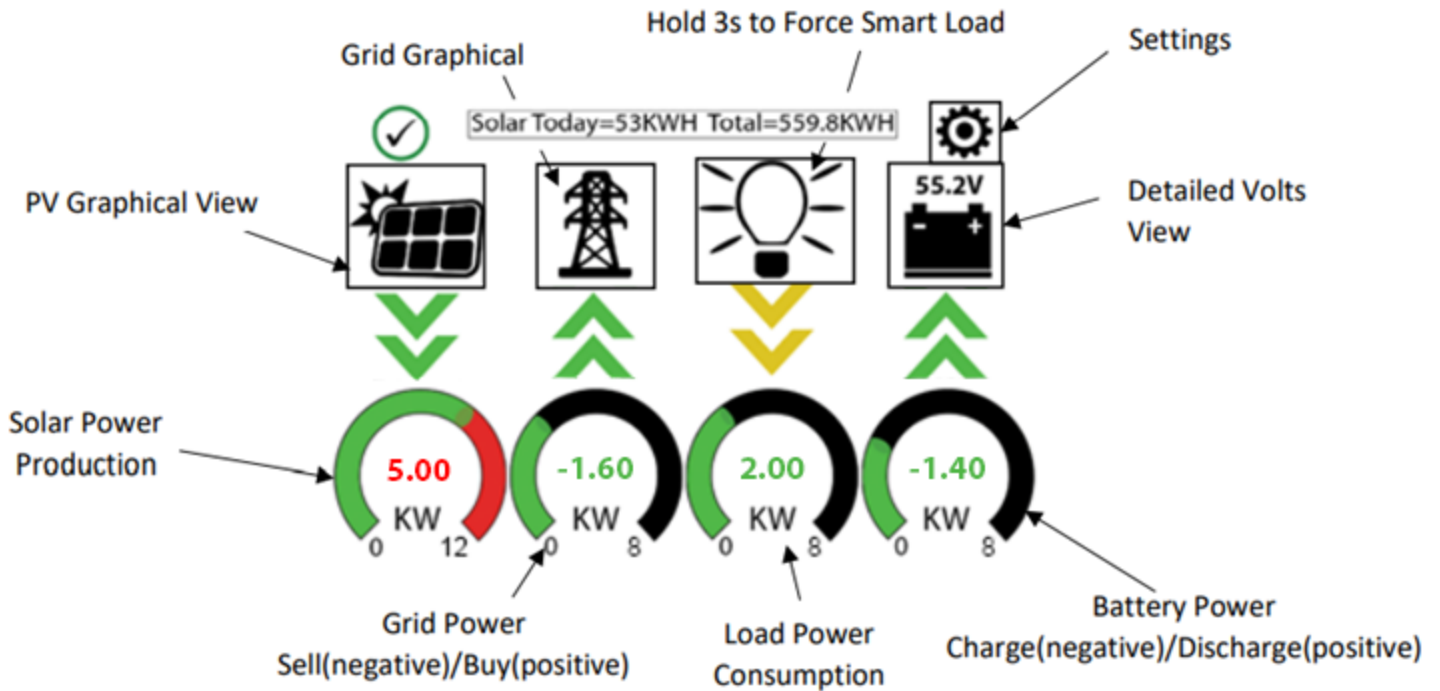 Hold 3s to Force Smart Load
Grid Graphical
Settings
Solar Today=53KWH Total=559.8KWH
PV Graphical View
55.2V
- +
Detailed Volts
View
Solar Power
Production
5.00
KW
0 12
-1.60
KW
0 8
2.00
KW
0 8
-1.40
KW
0 8
Grid Power
Sell(negative)/Buy(positive)
Load Power
Consumption
Battery Power
Charge(negative)/Discharge(positive)